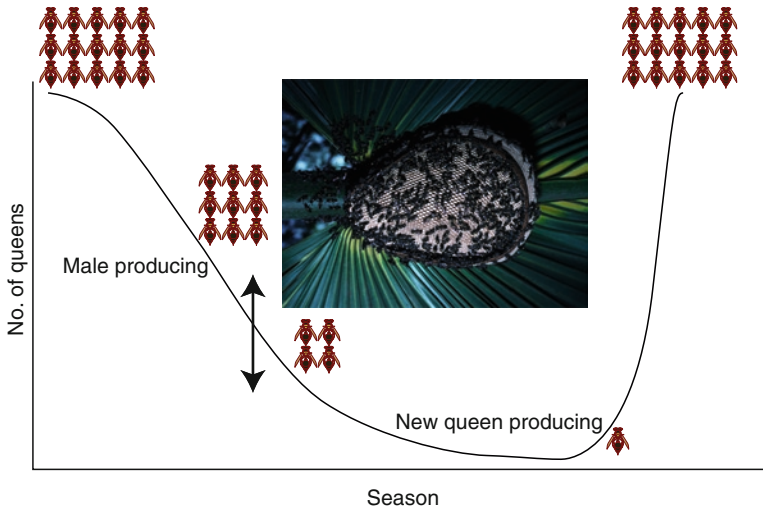 No. of queens
Male producing
New queen producing
Season